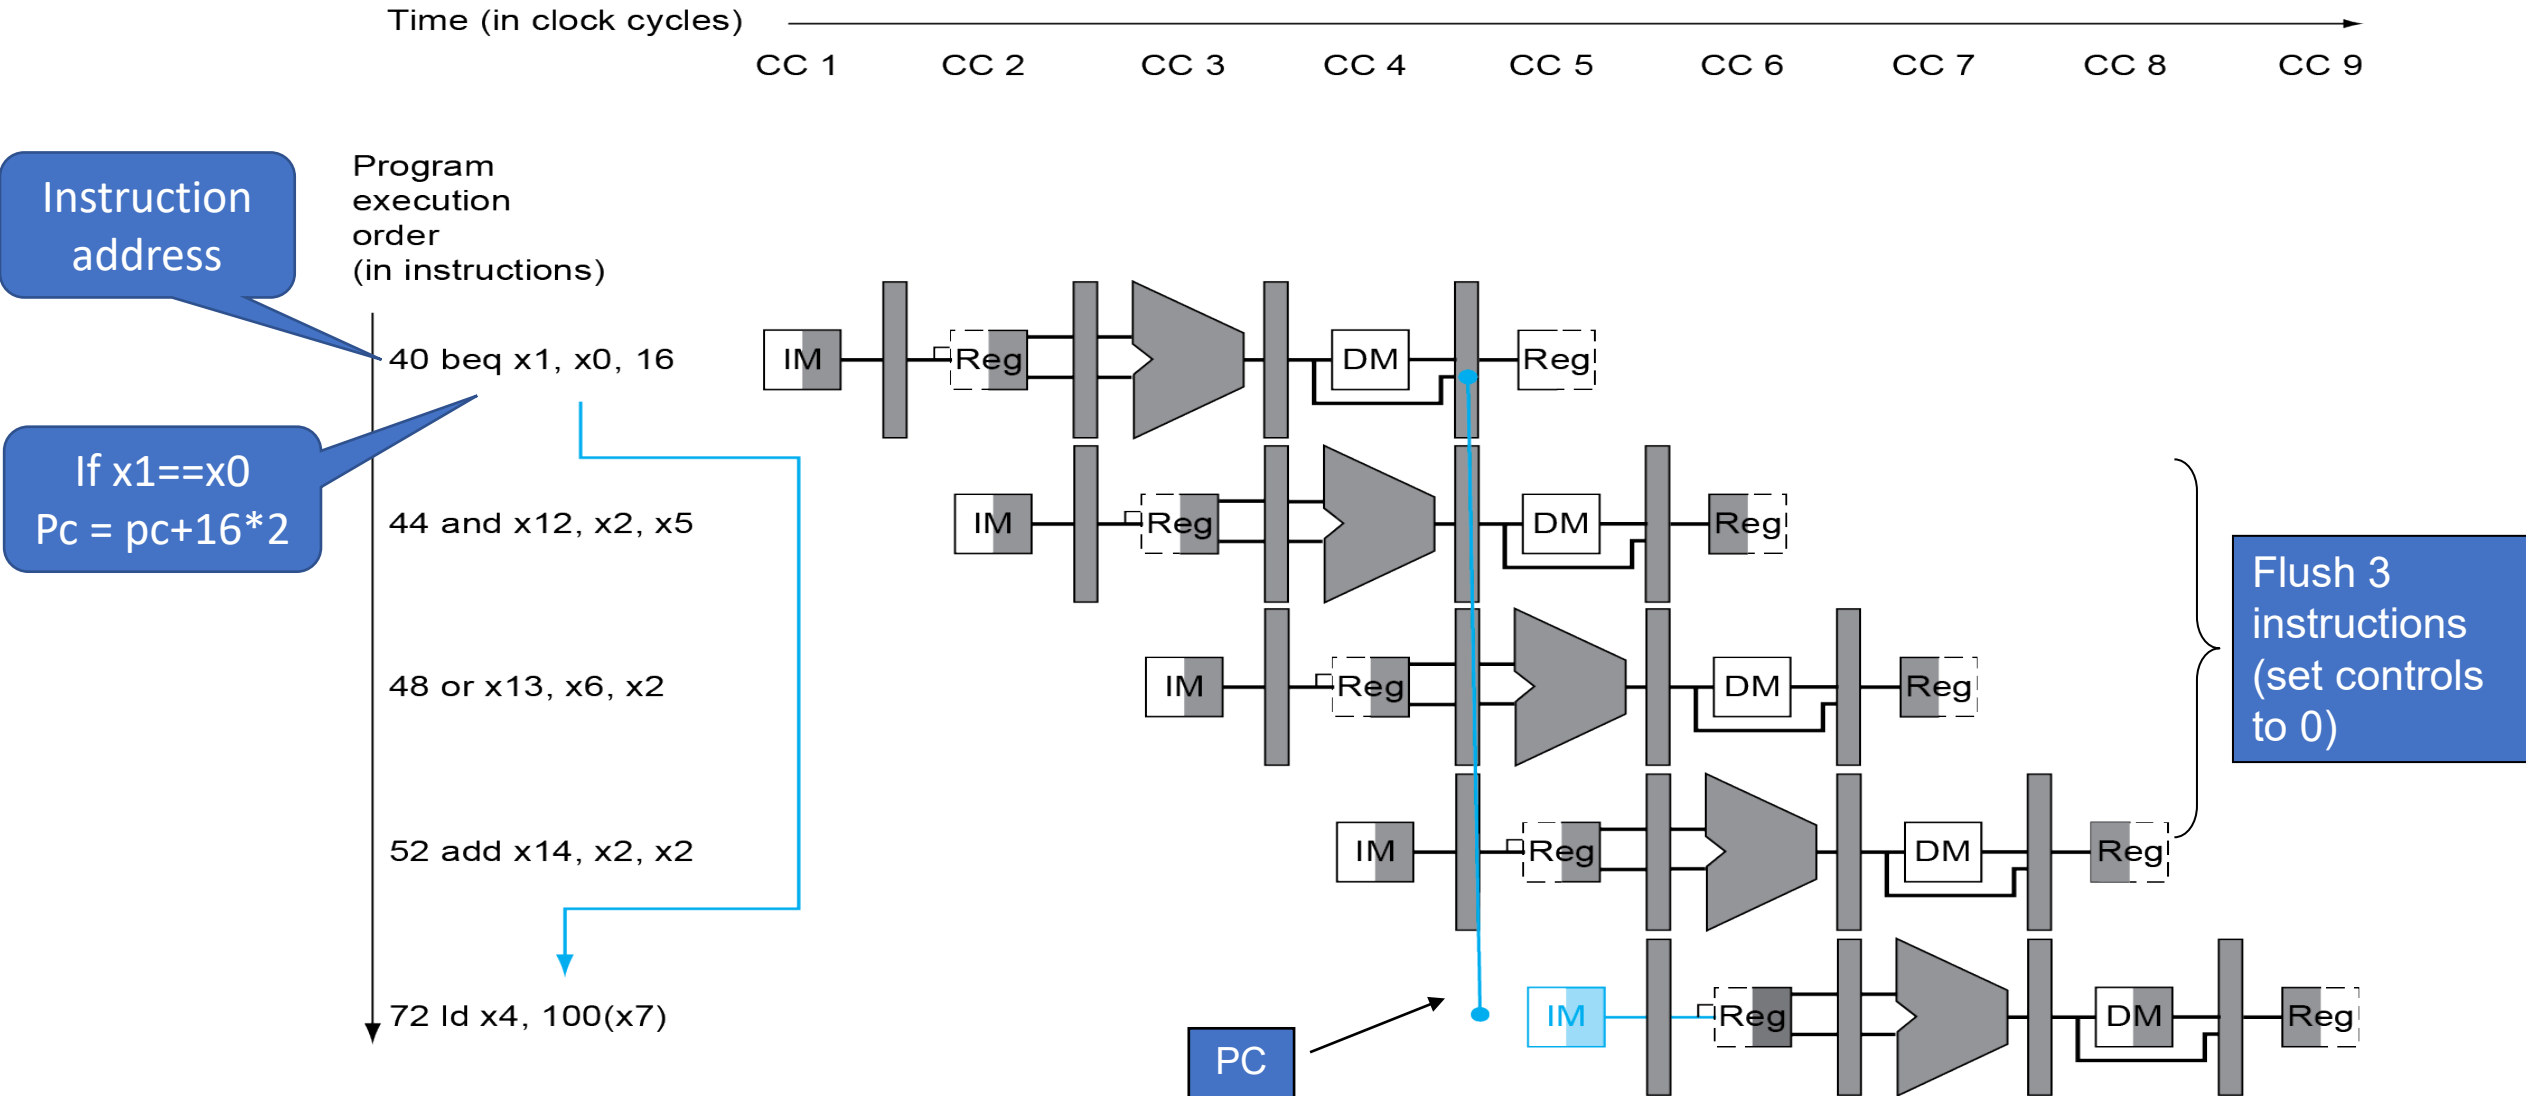 Time (in clock cycles)
CC 1 CC 2 CC 3 CC 4 CC 5 CC 6 CC 7 CC 8 CC 9
Instruction
address
Program
execution
order
(in instructions)
40 beq x1, x0, 16
IM Reg DM Reg
If x1==x0
Pc = pc+16*2
44 and x12, x2, x5
IM Reg DM Reg
48 or x13, x6, x2
IM Reg DM Reg
Flush 3
instructions
(set controls
to 0)
52 add x14, x2, x2
IM Reg DM Reg
72 ld x4, 100(x7)
IM Reg DM Reg
PC